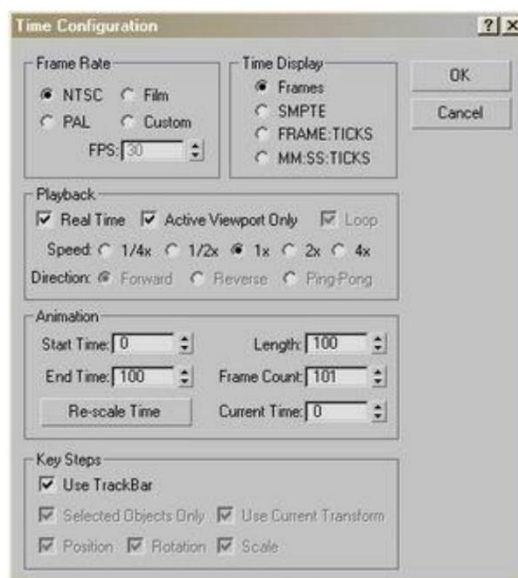 Time Configuration
Frame Rate
NTSC Film
PAL Custom
FPS: 30
Time Display
Frames
SMPTE
FRAME:TICKS
MM:SS:TICKS
OK
Cancel
Playback
Real Time Active Viewport Only Loop
Speed: 1/4x 1/2x 1x 2x 4x
Direction: Forward Reverse Ping-Pong
Animation
Start Time: 0 Length: 100
End Time: 100 Frame Count: 101
Re-scale Time Current Time: 0
Key Steps
Use TrackBar
Selected Objects Only Use Current Transform
Position Rotation Scale